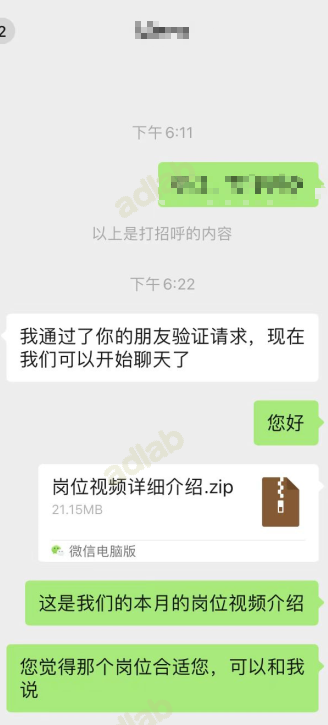 2
下午6:11
以上是打招呼的内容
下午6:22
我通过了你的朋友验证请求，现在
我们可以开始聊天了
您好
岗位视频详细介绍.zip
21.15MB
微信电脑版
这是我们的本月的岗位视频介绍
您觉得那个岗位合适您，可以和我
说
adlab
adlab
adlab